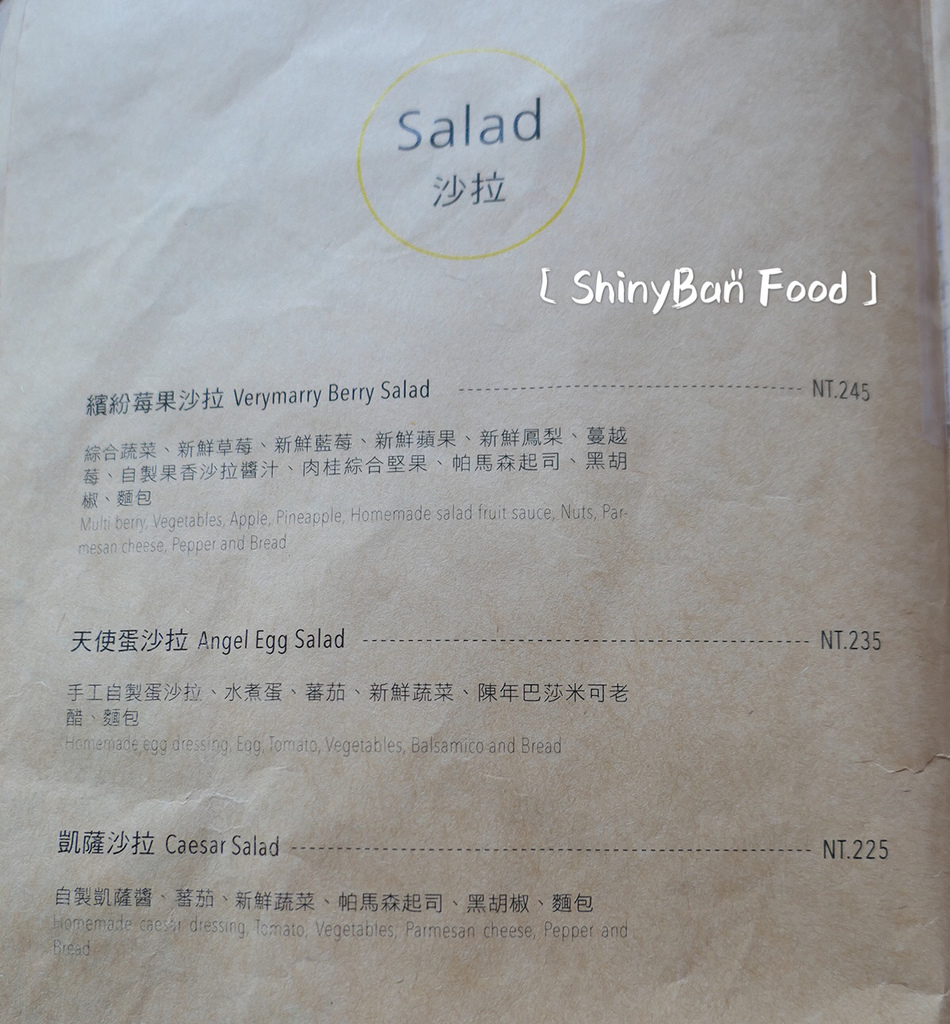 Salad
沙拉
[ ShinyBan Food ]
繽紛莓果沙拉 Verymarry Berry Salad NT.245
綜合蔬菜、新鮮草莓、新鮮藍莓、新鮮蘋果、新鮮鳳梨、蔓越
莓、自製果香沙拉醬汁、肉桂綜合堅果、帕馬森起司、黑胡
椒、麵包
Multi berry, Vegetables, Apple, Pineapple, Homemade salad fruit sauce, Nuts, Par-
mesan cheese, Pepper and Bread
天使蛋沙拉 Angel Egg Salad NT.235
手工自製蛋沙拉、水煮蛋、蕃茄、新鮮蔬菜、陳年巴莎米可老
醋、麵包
Homemade egg dressing, Egg, Tomato, Vegetables, Balsamico and Bread
凱薩沙拉 Caesar Salad NT.225
自製凱薩醬、蕃茄、新鮮蔬菜、帕馬森起司、黑胡椒、麵包
Homemade caesar dressing, Tomato, Vegetables, Parmesan cheese, Pepper and
Bread